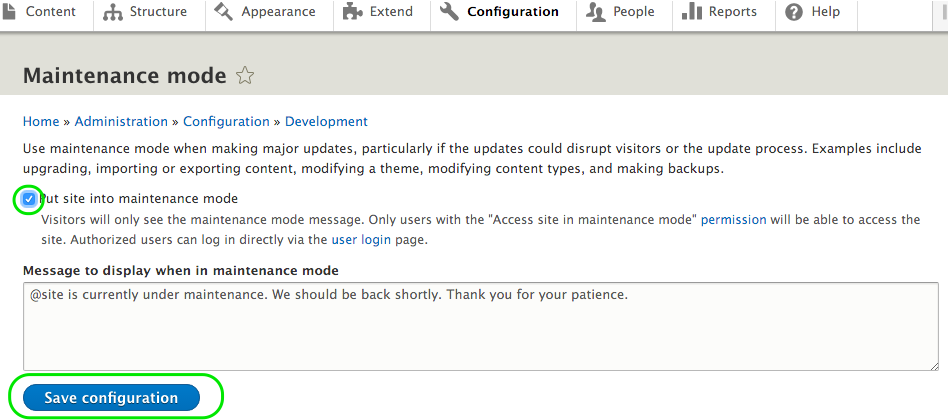 Content Structure Appearance Extend Configuration People Reports Help
Maintenance mode
Home » Administration » Configuration » Development
Use maintenance mode when making major updates, particularly if the updates could disrupt visitors or the update process. Examples include
upgrading, importing or exporting content, modifying a theme, modifying content types, and making backups.
Put site into maintenance mode
Visitors will only see the maintenance mode message. Only users with the "Access site in maintenance mode" permission will be able to access the
site. Authorized users can log in directly via the user login page.
Message to display when in maintenance mode
@site is currently under maintenance. We should be back shortly. Thank you for your patience.
Save configuration